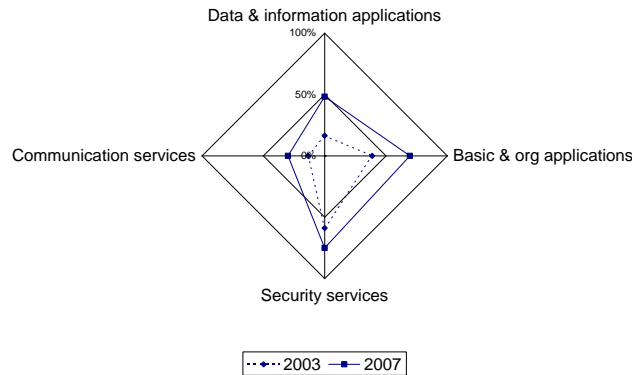 Data & information applications
100%
50%
Communication services
0%
Basic & org applications
Security services
2003 2007